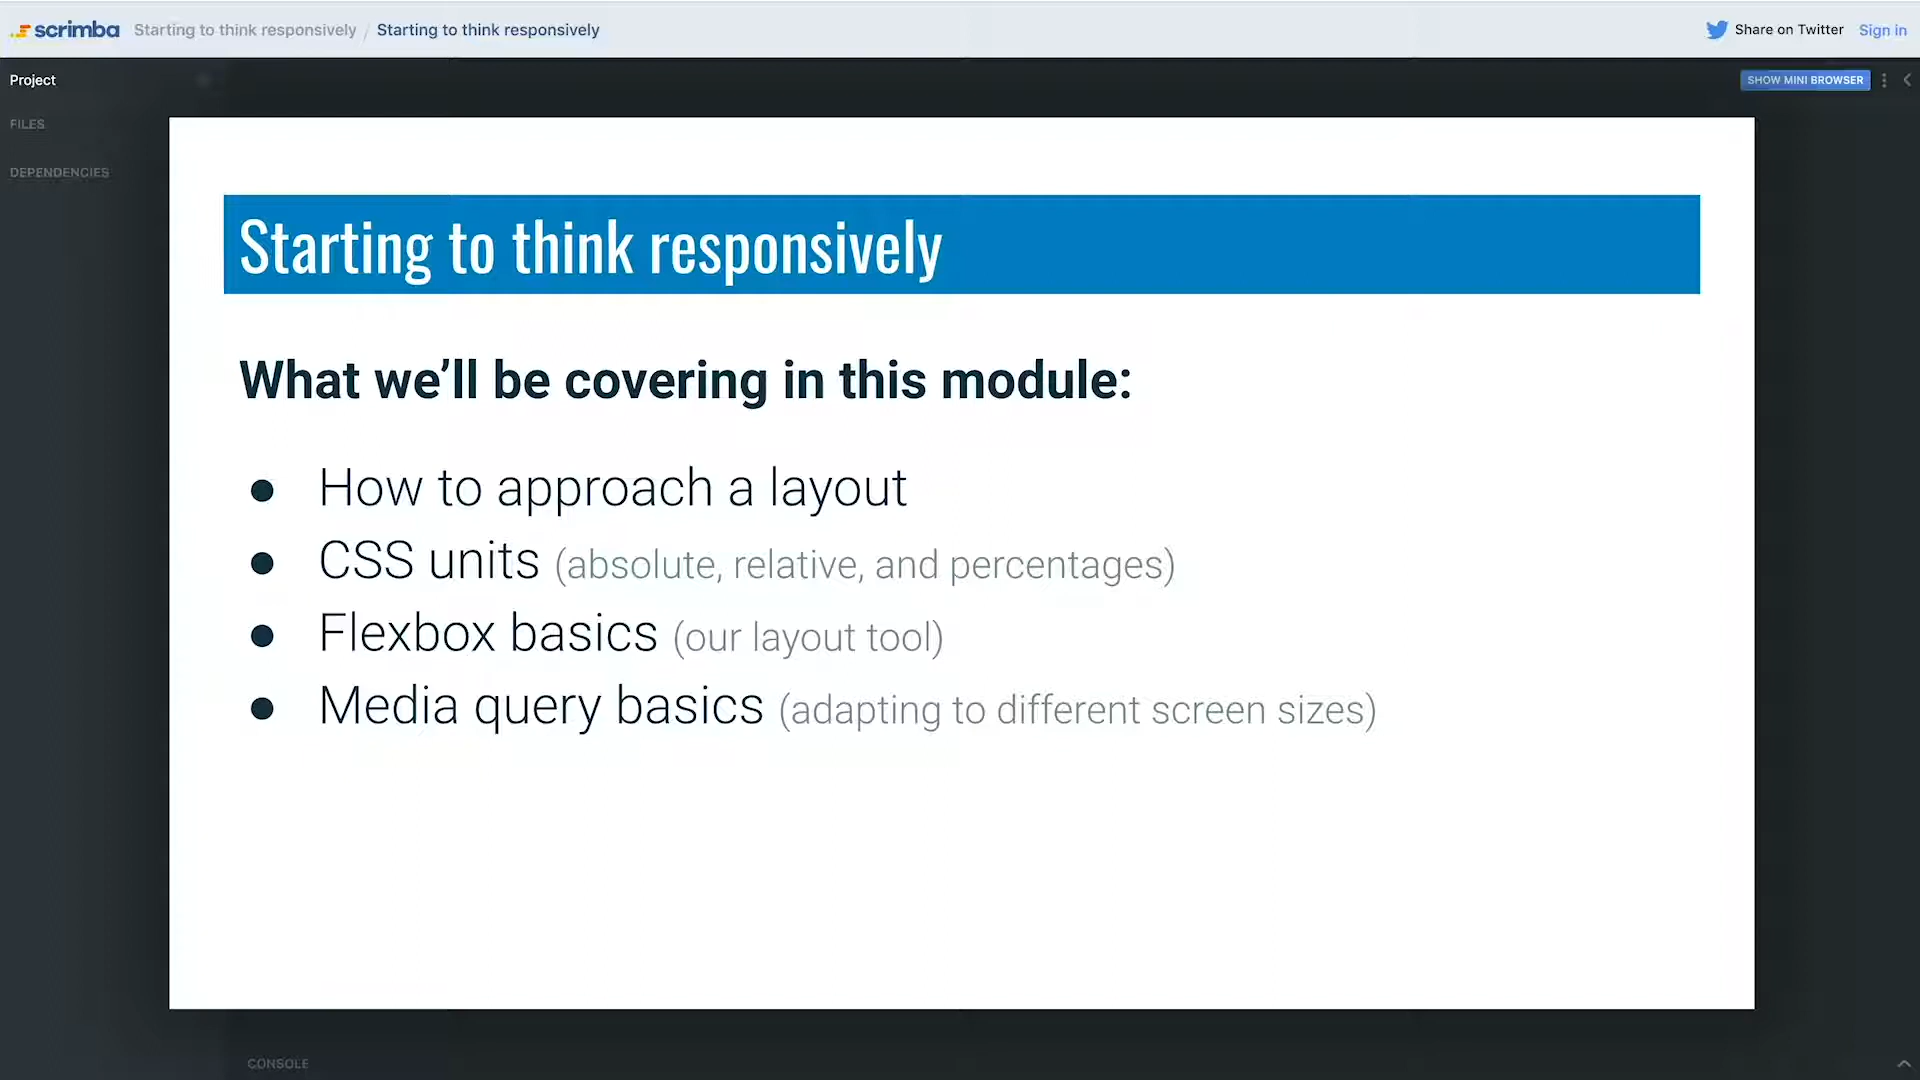 scrimba Starting to think responsively / Starting to think responsively Share on Twitter Sign in
Project SHOW MINI BROWSER
FILES
DEPENDENCIES
Starting to think responsively
What we’ll be covering in this module:
● How to approach a layout
● CSS units (absolute, relative, and percentages)
● Flexbox basics (our layout tool)
● Media query basics (adapting to different screen sizes)
CONSOLE